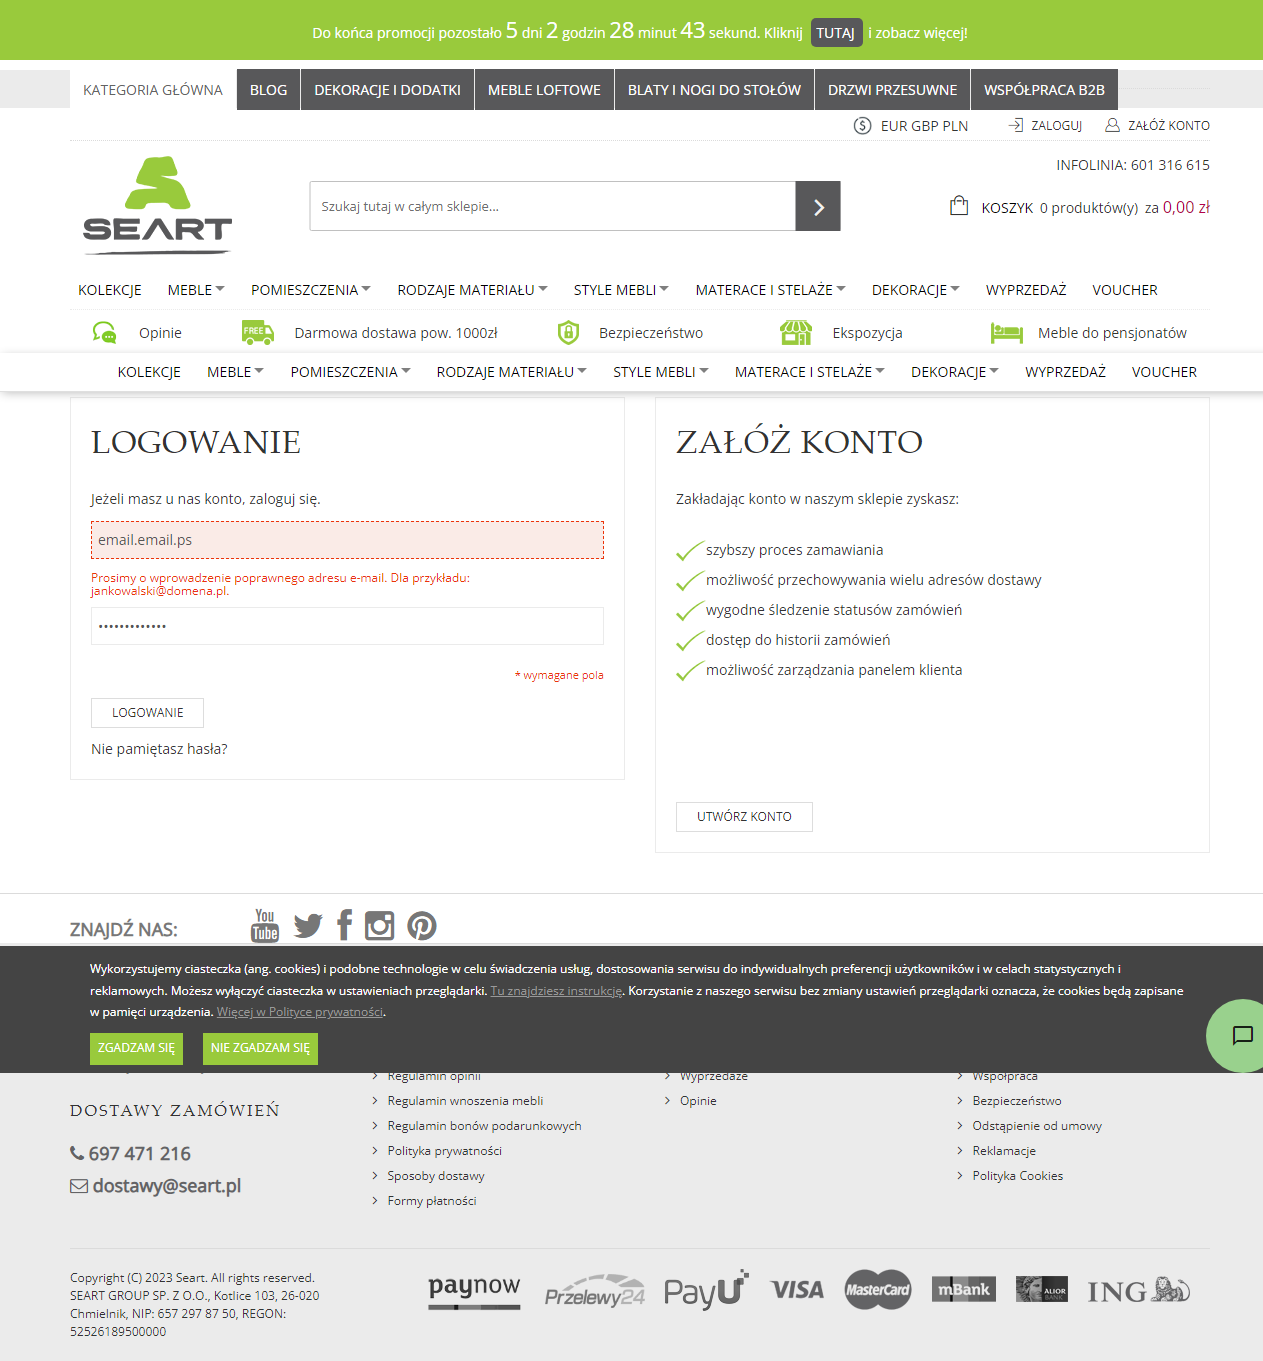 Do końca promocji pozostało 5 dni 2 godzin 28 minut 43 sekund. Kliknij TUTAJ i zobacz więcej!
KATEGORIA GŁÓWNA BLOG DEKORACJE I DODATKI MEBLE LOFTOWE BLATY I NOGI DO STOŁÓW DRZWI PRZESUWNE WSPÓŁPRACA B2B
EUR GBP PLN ZALOGUJ ZAŁÓŻ KONTO
INFOLINIA: 601 316 615
SEART
Szukaj tutaj w całym sklepie...
KOSZYK 0 produktów(y) za 0,00 zł
KOLEKCJE MEBLE POMIESZCZENIA RODZAJE MATERIAŁU STYLE MEBLI MATERACE I STELAŻE DEKORACJE WYPRZEDAŻ VOUCHER
Opinie FREE Darmowa dostawa pow. 1000zł Bezpieczeństwo Ekspozycja Meble do pensjonatów
KOLEKCJE MEBLE POMIESZCZENIA RODZAJE MATERIAŁU STYLE MEBLI MATERACE I STELAŻE DEKORACJE WYPRZEDAŻ VOUCHER
LOGOWANIE
Jeżeli masz u nas konto, zaloguj się.
email.email.ps
Prosimy o wprowadzenie poprawnego adresu e-mail. Dla przykładu:
jankowalski@domena.pl.
•••••••••••••
* wymagane pola
LOGOWANIE
Nie pamiętasz hasła?
ZAŁÓŻ KONTO
Zakładając konto w naszym sklepie zyskasz:
szybszy proces zamawiania
możliwość przechowywania wielu adresów dostawy
wygodne śledzenie statusów zamówień
dostęp do historii zamówień
możliwość zarządzania panelem klienta
UTWÓRZ KONTO
ZNAJDŹ NAS: You Tube
Wykorzystujemy ciasteczka (ang. cookies) i podobne technologie w celu świadczenia usług, dostosowania serwisu do indywidualnych preferencji użytkowników i w celach statystycznych i
reklamowych. Możesz wyłączyć ciasteczka w ustawieniach przeglądarki. Tu znajdziesz instrukcję. Korzystanie z naszego serwisu bez zmiany ustawień przeglądarki oznacza, że cookies będą zapisane
w pamięci urządzenia. Więcej w Polityce prywatności.
ZGADZAM SIĘ NIE ZGADZAM SIĘ
DOSTAWY ZAMÓWIEŃ
697 471 216
dostawy@seart.pl
Regulamin opinii
Regulamin wnoszenia mebli
Regulamin bonów podarunkowych
Polityka prywatności
Sposoby dostawy
Formy płatności
Wyprzedaże
Opinie
Współpraca
Bezpieczeństwo
Odstąpienie od umowy
Reklamacje
Polityka Cookies
Copyright (C) 2023 Seart. All rights reserved.
SEART GROUP SP. Z O.O., Kotlice 103, 26-020
Chmielnik, NIP: 657 297 87 50, REGON:
52526189500000
paynow Przelewy24 PayU VISA MasterCard mBank ALIOR BANK ING